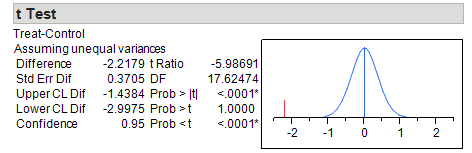 t Test
Treat-Control
Assuming unequal variances
Difference -2.2179 t Ratio -5.98691
Std Err Dif 0.3705 DF 17.62474
Upper CL Dif -1.4384 Prob > |t| <.0001*
Lower CL Dif -2.9975 Prob > t 1.0000
Confidence 0.95 Prob < t <.0001*
-2 -1 0 1 2